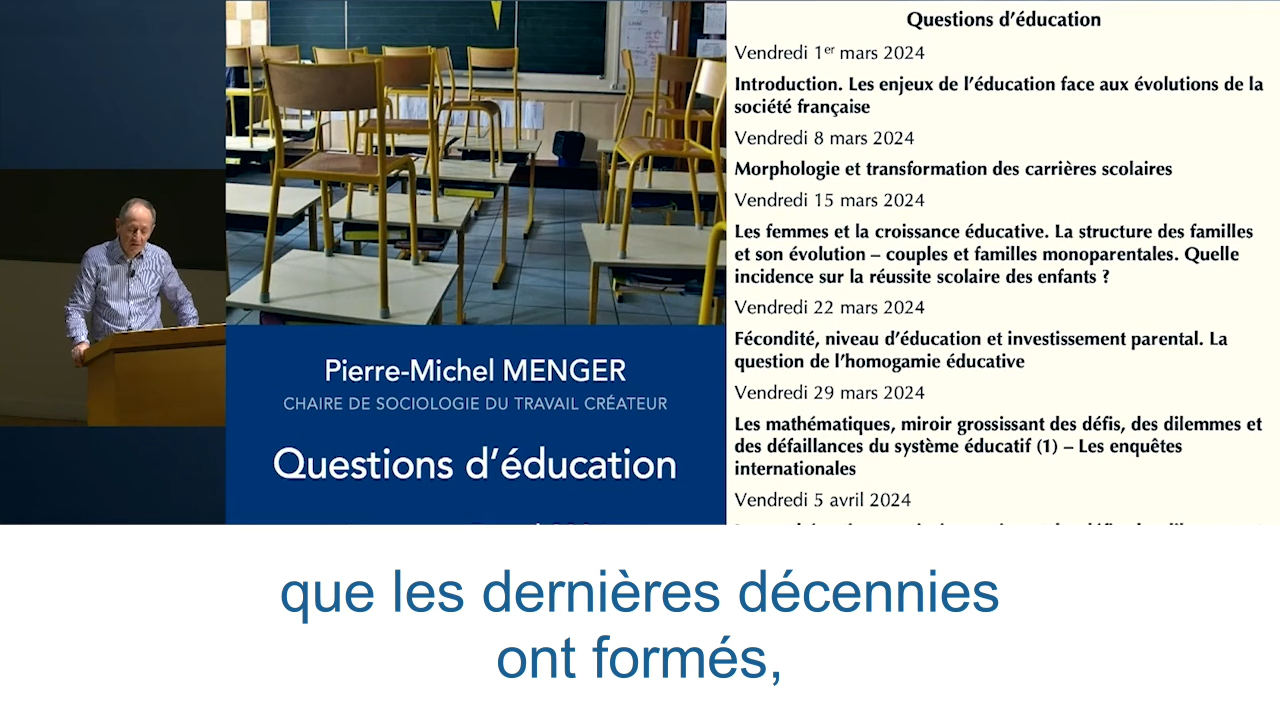 Pierre-Michel MENGER
CHAIRE DE SOCIOLOGIE DU TRAVAIL CRÉATEUR
Questions d'éducation
Questions d'éducation
Vendredi 1er mars 2024
Introduction. Les enjeux de l'éducation face aux évolutions de la
société française
Vendredi 8 mars 2024
Morphologie et transformation des carrières scolaires
Vendredi 15 mars 2024
Les femmes et la croissance éducative. La structure des familles
et son évolution – couples et familles monoparentales. Quelle
incidence sur la réussite scolaire des enfants ?
Vendredi 22 mars 2024
Fécondité, niveau d'éducation et investissement parental. La
question de l'homogamie éducative
Vendredi 29 mars 2024
Les mathématiques, miroir grossissant des défis, des dilemmes et
des défaillances du système éducatif (1) – Les enquêtes
internationales
Vendredi 5 avril 2024
que les dernières décennies
ont formés,